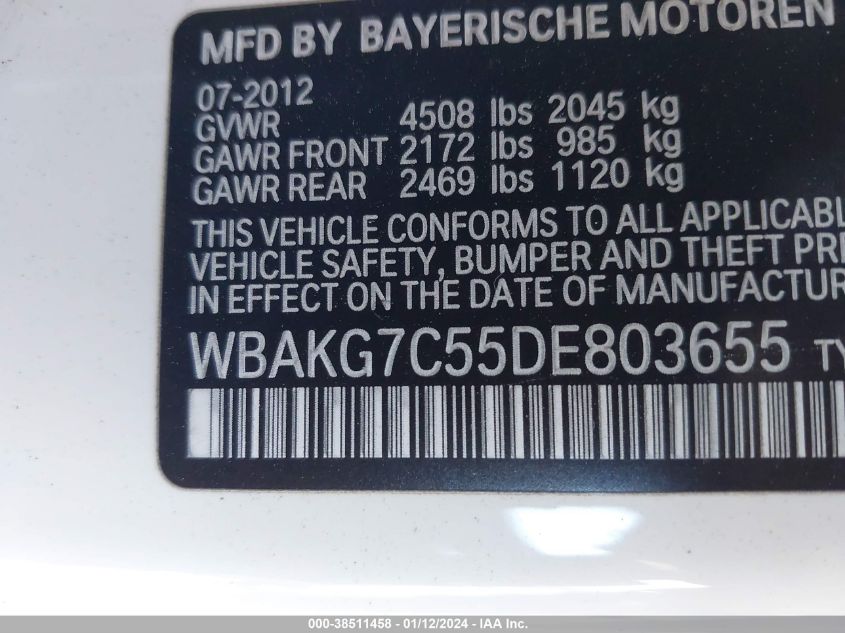 MFD BY BAYERISCHE MOTOREN
07-2012
GVWR 4508 lbs 2045 kg
GAWR FRONT 2172 lbs 985 kg
GAWR REAR 2469 lbs 1120 kg
THIS VEHICLE CONFORMS TO ALL APPLICABL
VEHICLE SAFETY, BUMPER AND THEFT PRE
IN EFFECT ON THE DATE OF MANUFACTUR
WBAKG7C55DE803655 TY
000-38511458 - 01/12/2024 - IAA Inc.